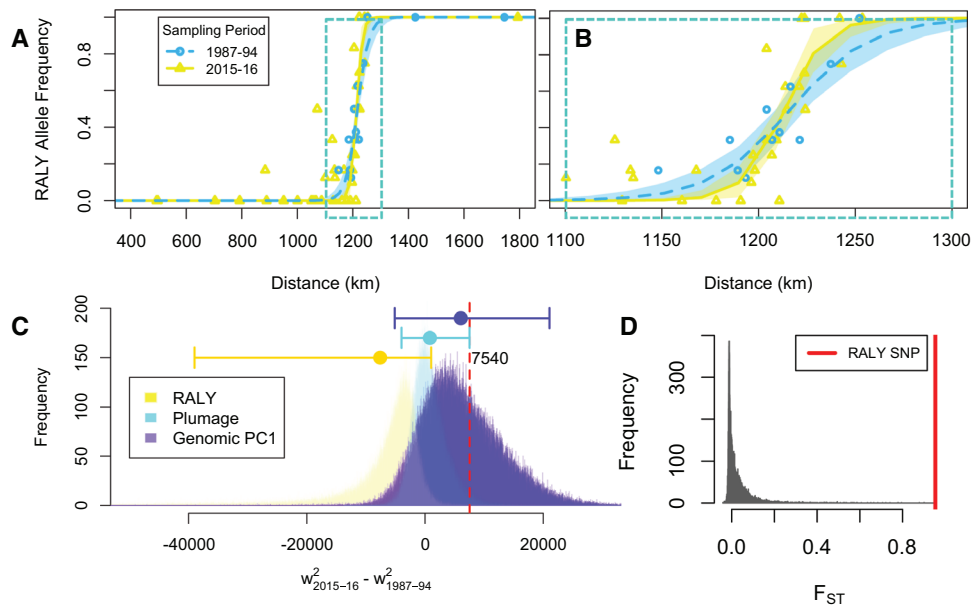 A
Sampling Period
1987-94
2015-16
RALY Allele Frequency
0.0
0.4
0.8
400 600 800 1000 1200 1400 1600 1800
Distance (km)
B
1100 1150 1200 1250 1300
Distance (km)
C
Frequency
0 50 100 150 200
7540
RALY
Plumage
Genomic PC1
-40000 -20000 0 20000
w²2015−16 - w²1987−94
D
RALY SNP
Frequency
0 100 300
0.0 0.4 0.8
FST